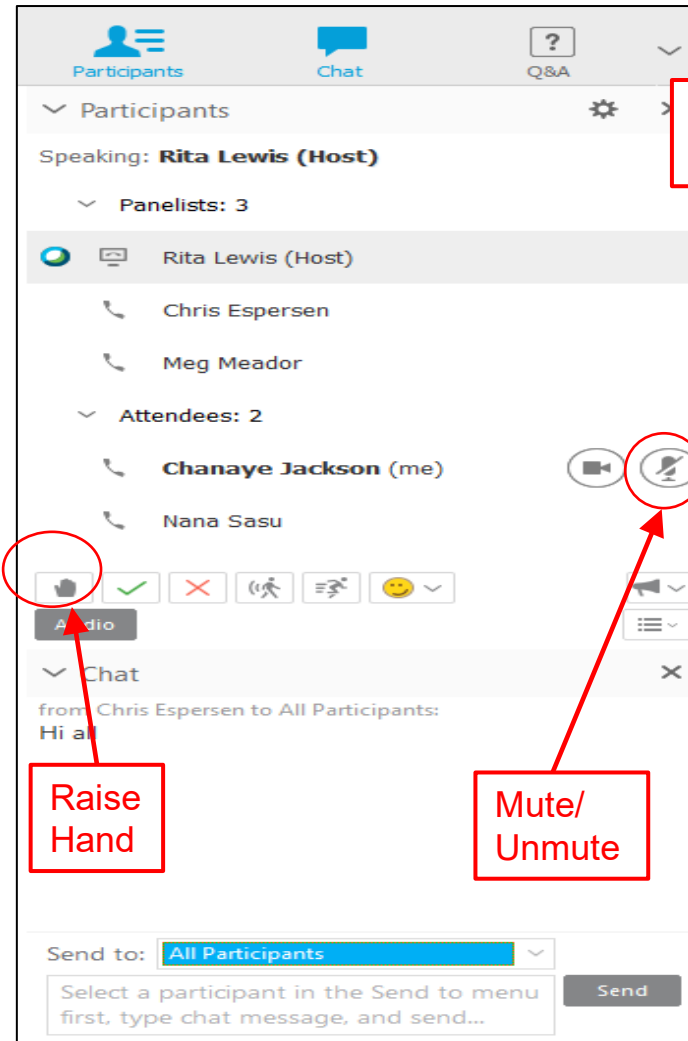 Participants
Chat
?
Q&A
Participants
Speaking: Rita Lewis (Host)
Panelists: 3
Rita Lewis (Host)
Chris Espersen
Meg Meador
Attendees: 2
Chanaye Jackson (me)
Nana Sasu
Audio
Chat
from Chris Espersen to All Participants:
Hi all
Raise
Hand
Mute/
Unmute
Send to: All Participants
Select a participant in the Send to menu
first, type chat message, and send...
Send